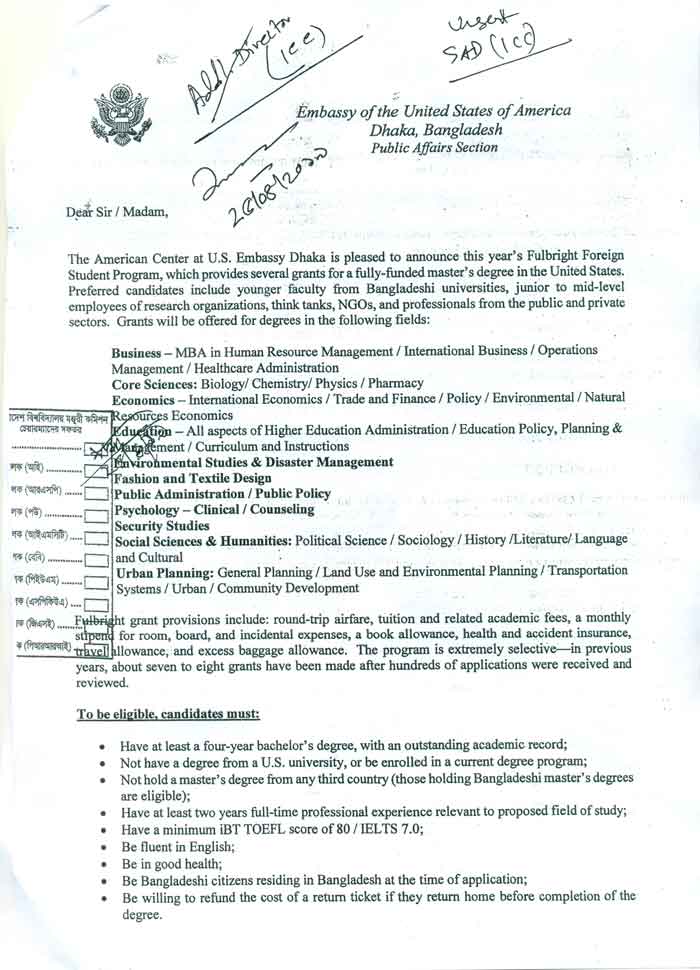 Addl. Director
(ICC)
Urgent
SAD (ICC)
Embassy of the United States of America
Dhaka, Bangladesh
Public Affairs Section
Dear Sir / Madam,
The American Center at U.S. Embassy Dhaka is pleased to announce this year's Fulbright Foreign
Student Program, which provides several grants for a fully-funded master's degree in the United States.
Preferred candidates include younger faculty from Bangladeshi universities, junior to mid-level
employees of research organizations, think tanks, NGOs, and professionals from the public and private
sectors. Grants will be offered for degrees in the following fields:
Business – MBA in Human Resource Management / International Business / Operations
Management / Healthcare Administration
Core Sciences: Biology/ Chemistry/ Physics / Pharmacy
Economics – International Economics / Trade and Finance / Policy / Environmental / Natural
Resources Economics
Education – All aspects of Higher Education Administration / Education Policy, Planning &
Management / Curriculum and Instructions
Environmental Studies & Disaster Management
Fashion and Textile Design
Public Administration / Public Policy
Psychology – Clinical / Counseling
Security Studies
Social Sciences & Humanities: Political Science / Sociology / History /Literature/ Language
and Cultural
Urban Planning: General Planning / Land Use and Environmental Planning / Transportation
Systems / Urban / Community Development
বিশ্ববিদ্যালয় মঞ্জুরী কমিশন
চেয়ারম্যানের দফতর
লক (অহি) ..............
লক (আরএসপি) .......
লক (পউ) ..............
লক (আইএমসিটি) .....
ক (পিইউএম) .......
ক (এসপিকিউএ) ....
ক (জিএসই) .......
Fulbright grant provisions include: round-trip airfare, tuition and related academic fees, a monthly
stipend for room, board, and incidental expenses, a book allowance, health and accident insurance,
travel allowance, and excess baggage allowance. The program is extremely selective—in previous
years, about seven to eight grants have been made after hundreds of applications were received and
reviewed.
To be eligible, candidates must:
• Have at least a four-year bachelor's degree, with an outstanding academic record;
• Not have a degree from a U.S. university, or be enrolled in a current degree program;
• Not hold a master's degree from any third country (those holding Bangladeshi master's degrees
are eligible);
• Have at least two years full-time professional experience relevant to proposed field of study;
• Have a minimum iBT TOEFL score of 80 / IELTS 7.0;
• Be fluent in English;
• Be in good health;
• Be Bangladeshi citizens residing in Bangladesh at the time of application;
• Be willing to refund the cost of a return ticket if they return home before completion of the
degree.